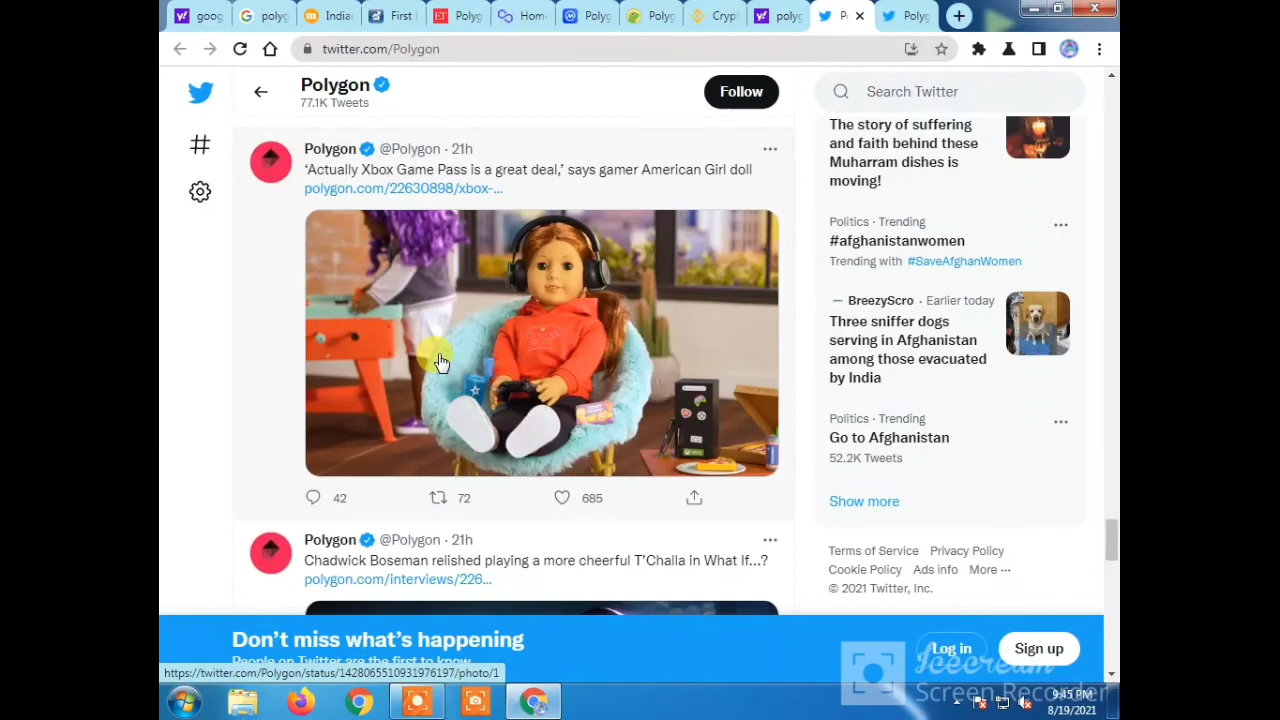 goog
polyg
Indian
First I
Polyg
Home
Polyg
Polyg
Crypt
polyg
P
Polyg
twitter.com/Polygon
Polygon
77.1K Tweets
Follow
Search Twitter
Polygon @Polygon · 21h
‘Actually Xbox Game Pass is a great deal,’ says gamer American Girl doll
polygon.com/22630898/xbox-...
42
72
685
Polygon @Polygon · 21h
Chadwick Boseman relished playing a more cheerful T’Challa in What If...?
polygon.com/interviews/226...
The story of suffering
and faith behind these
Muharram dishes is
moving!
Politics · Trending
#afghanistanwomen
Trending with #SaveAfghanWomen
BreezyScro · Earlier today
Three sniffer dogs
serving in Afghanistan
among those evacuated
by India
Politics · Trending
Go to Afghanistan
52.2K Tweets
Show more
Terms of Service Privacy Policy
Cookie Policy Ads info More ···
© 2021 Twitter, Inc.
Don’t miss what’s happening
People on Twitter are the first to know.
Log in
Sign up
https://twitter.com/Polygon/status/1428065510931976197/photo/1
Icecream
Screen Recorder
9:45 PM
8/19/2021